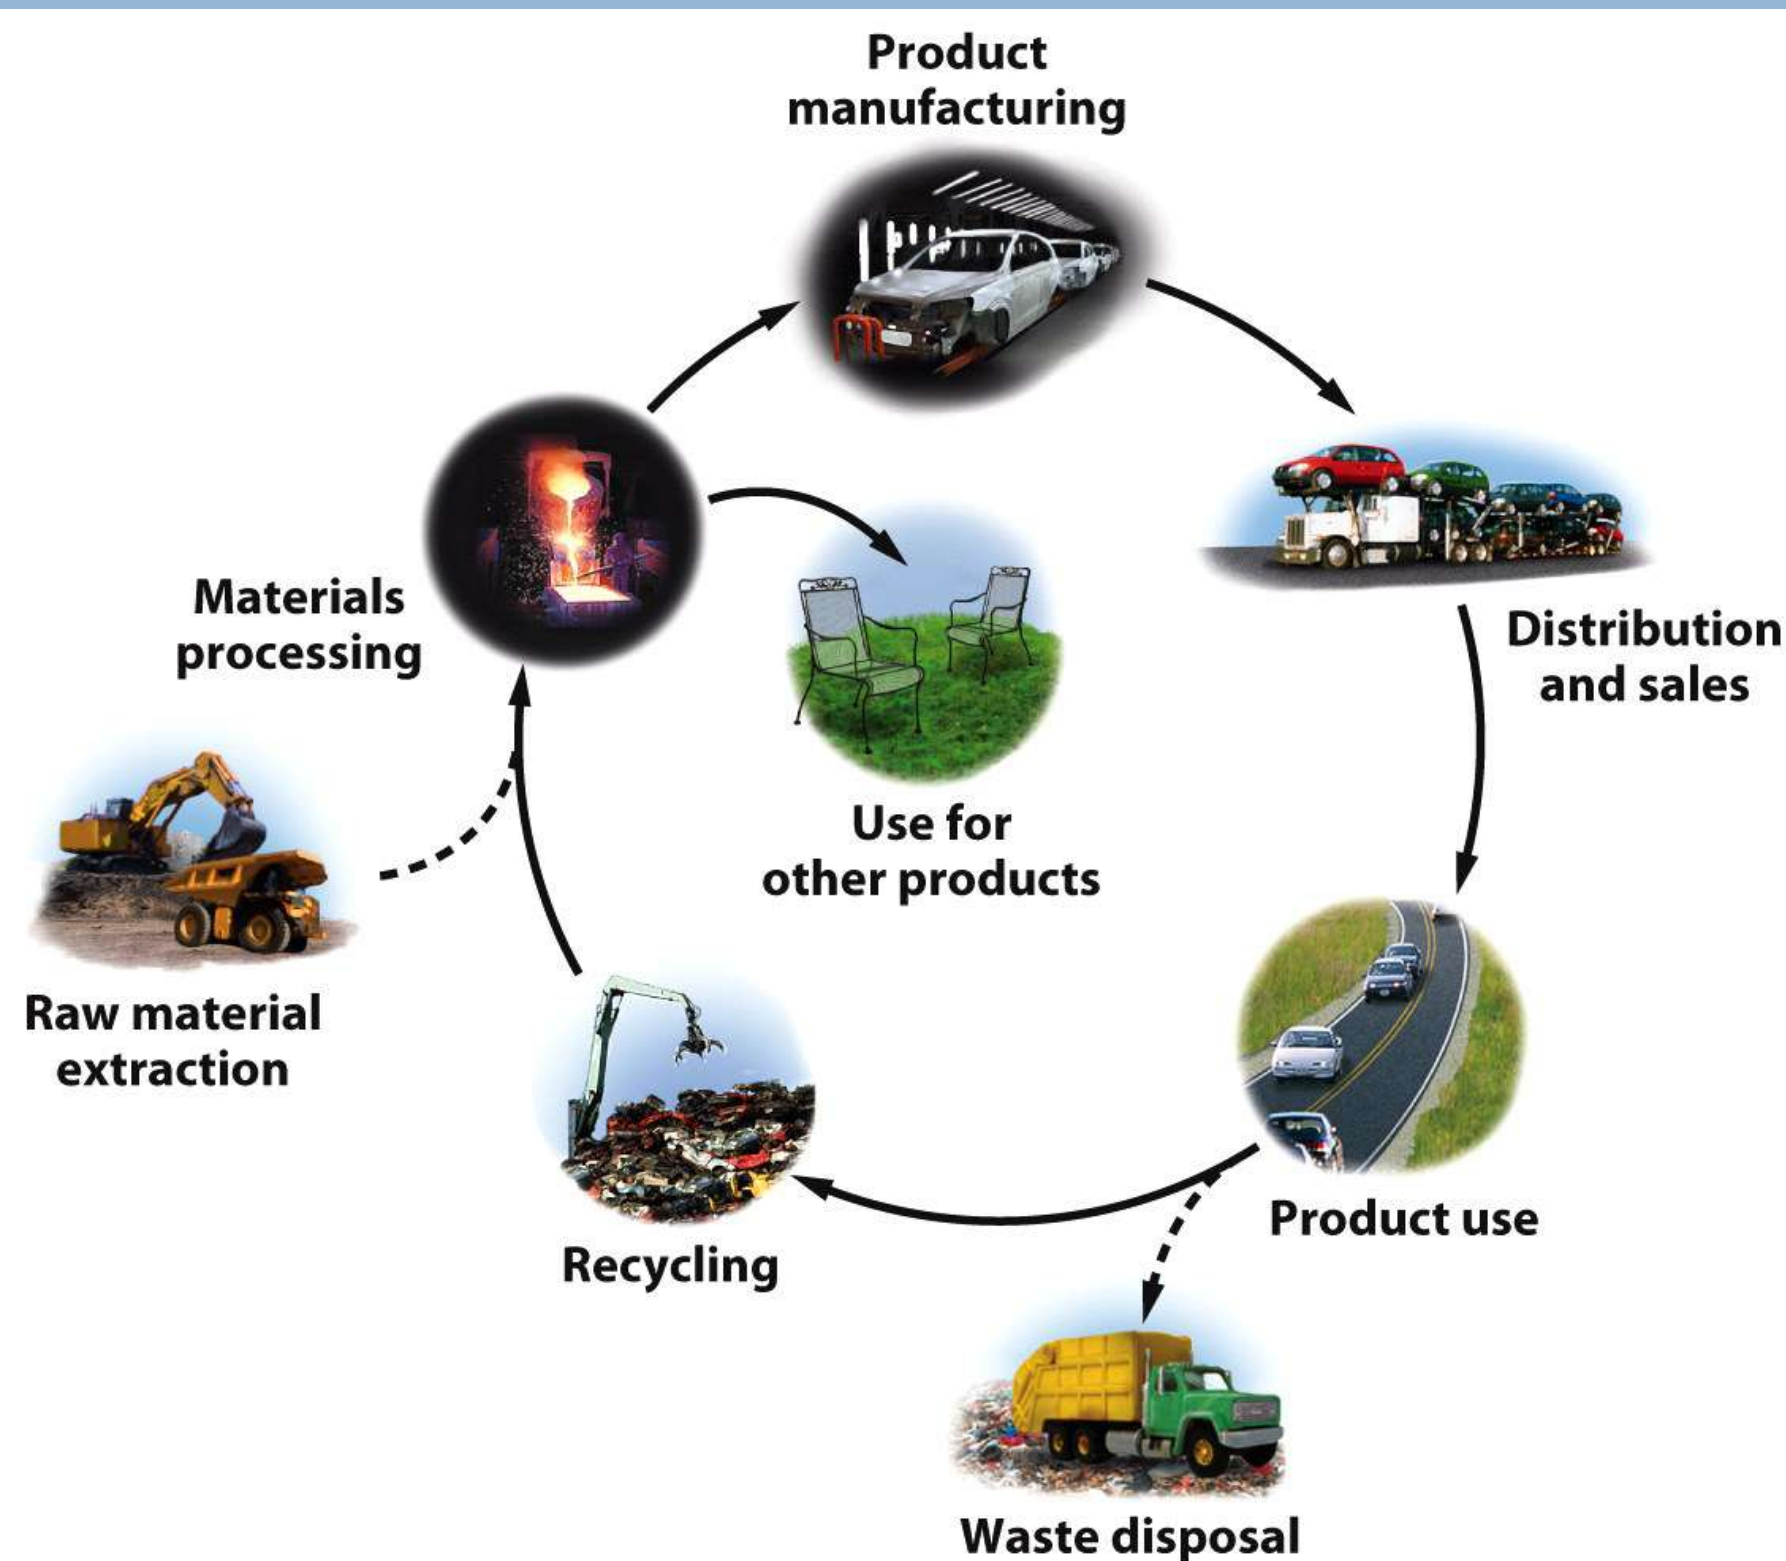 Product
manufacturing
Materials
processing
Distribution
and sales
Use for
other products
Raw material
extraction
Product use
Recycling
Waste disposal